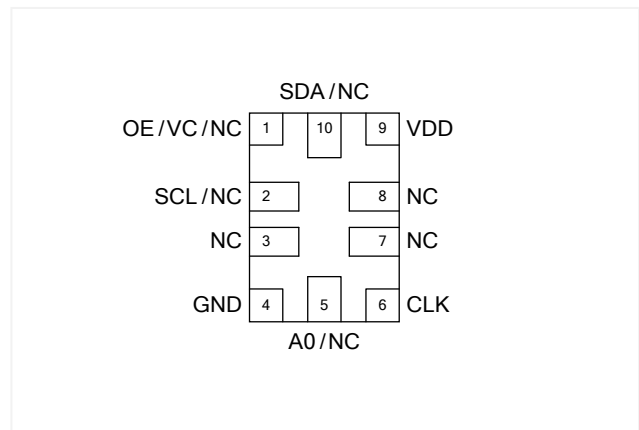 SDA/NC
OE/VC/NC 1 10 9 VDD
SCL/NC 2 8 NC
NC 3 7 NC
GND 4 5 6 CLK
A0/NC